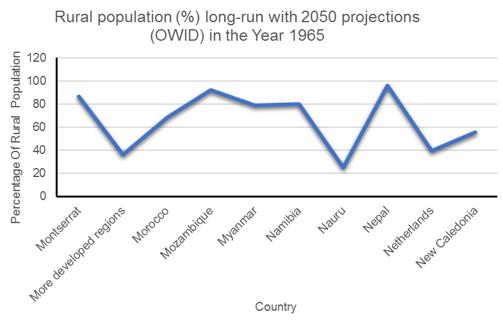 Rural population (%) long-run with 2050 projections
(OWID) in the Year 1965
Percentage Of Rural Population
120
100
80
60
40
20
0
Montserrat
More developed regions
Morocco
Mozambique
Myanmar
Namibia
Nauru
Nepal
Netherlands
New Caledonia
Country